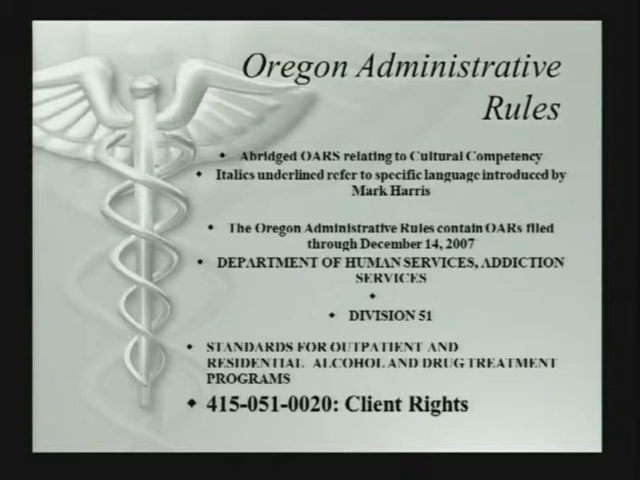 Oregon Administrative
Rules
Abridged OARS relating to Cultural Competency
Italics underlined refer to specific language introduced by
Mark Harris
The Oregon Administrative Rules contain OARs filed
through December 14, 2007
DEPARTMENT OF HUMAN SERVICES, ADDICTION
SERVICES
DIVISION 51
STANDARDS FOR OUTPATIENT AND
RESIDENTIAL ALCOHOL AND DRUG TREATMENT
PROGRAMS
415-051-0020: Client Rights